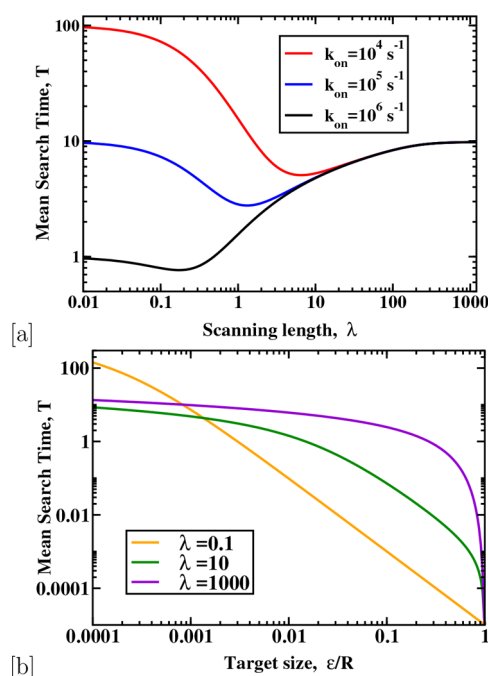 100
10
1
Mean Search Time, T
k_on=10^4 s^-1
k_on=10^5 s^-1
k_on=10^6 s^-1
0.01 0.1 1 10 100 1000
Scanning length, λ
[a]
100
1
0.01
0.0001
Mean Search Time, T
λ =0.1
λ =10
λ =1000
0.0001 0.001 0.01 0.1 1
Target size, ε/R
[b]